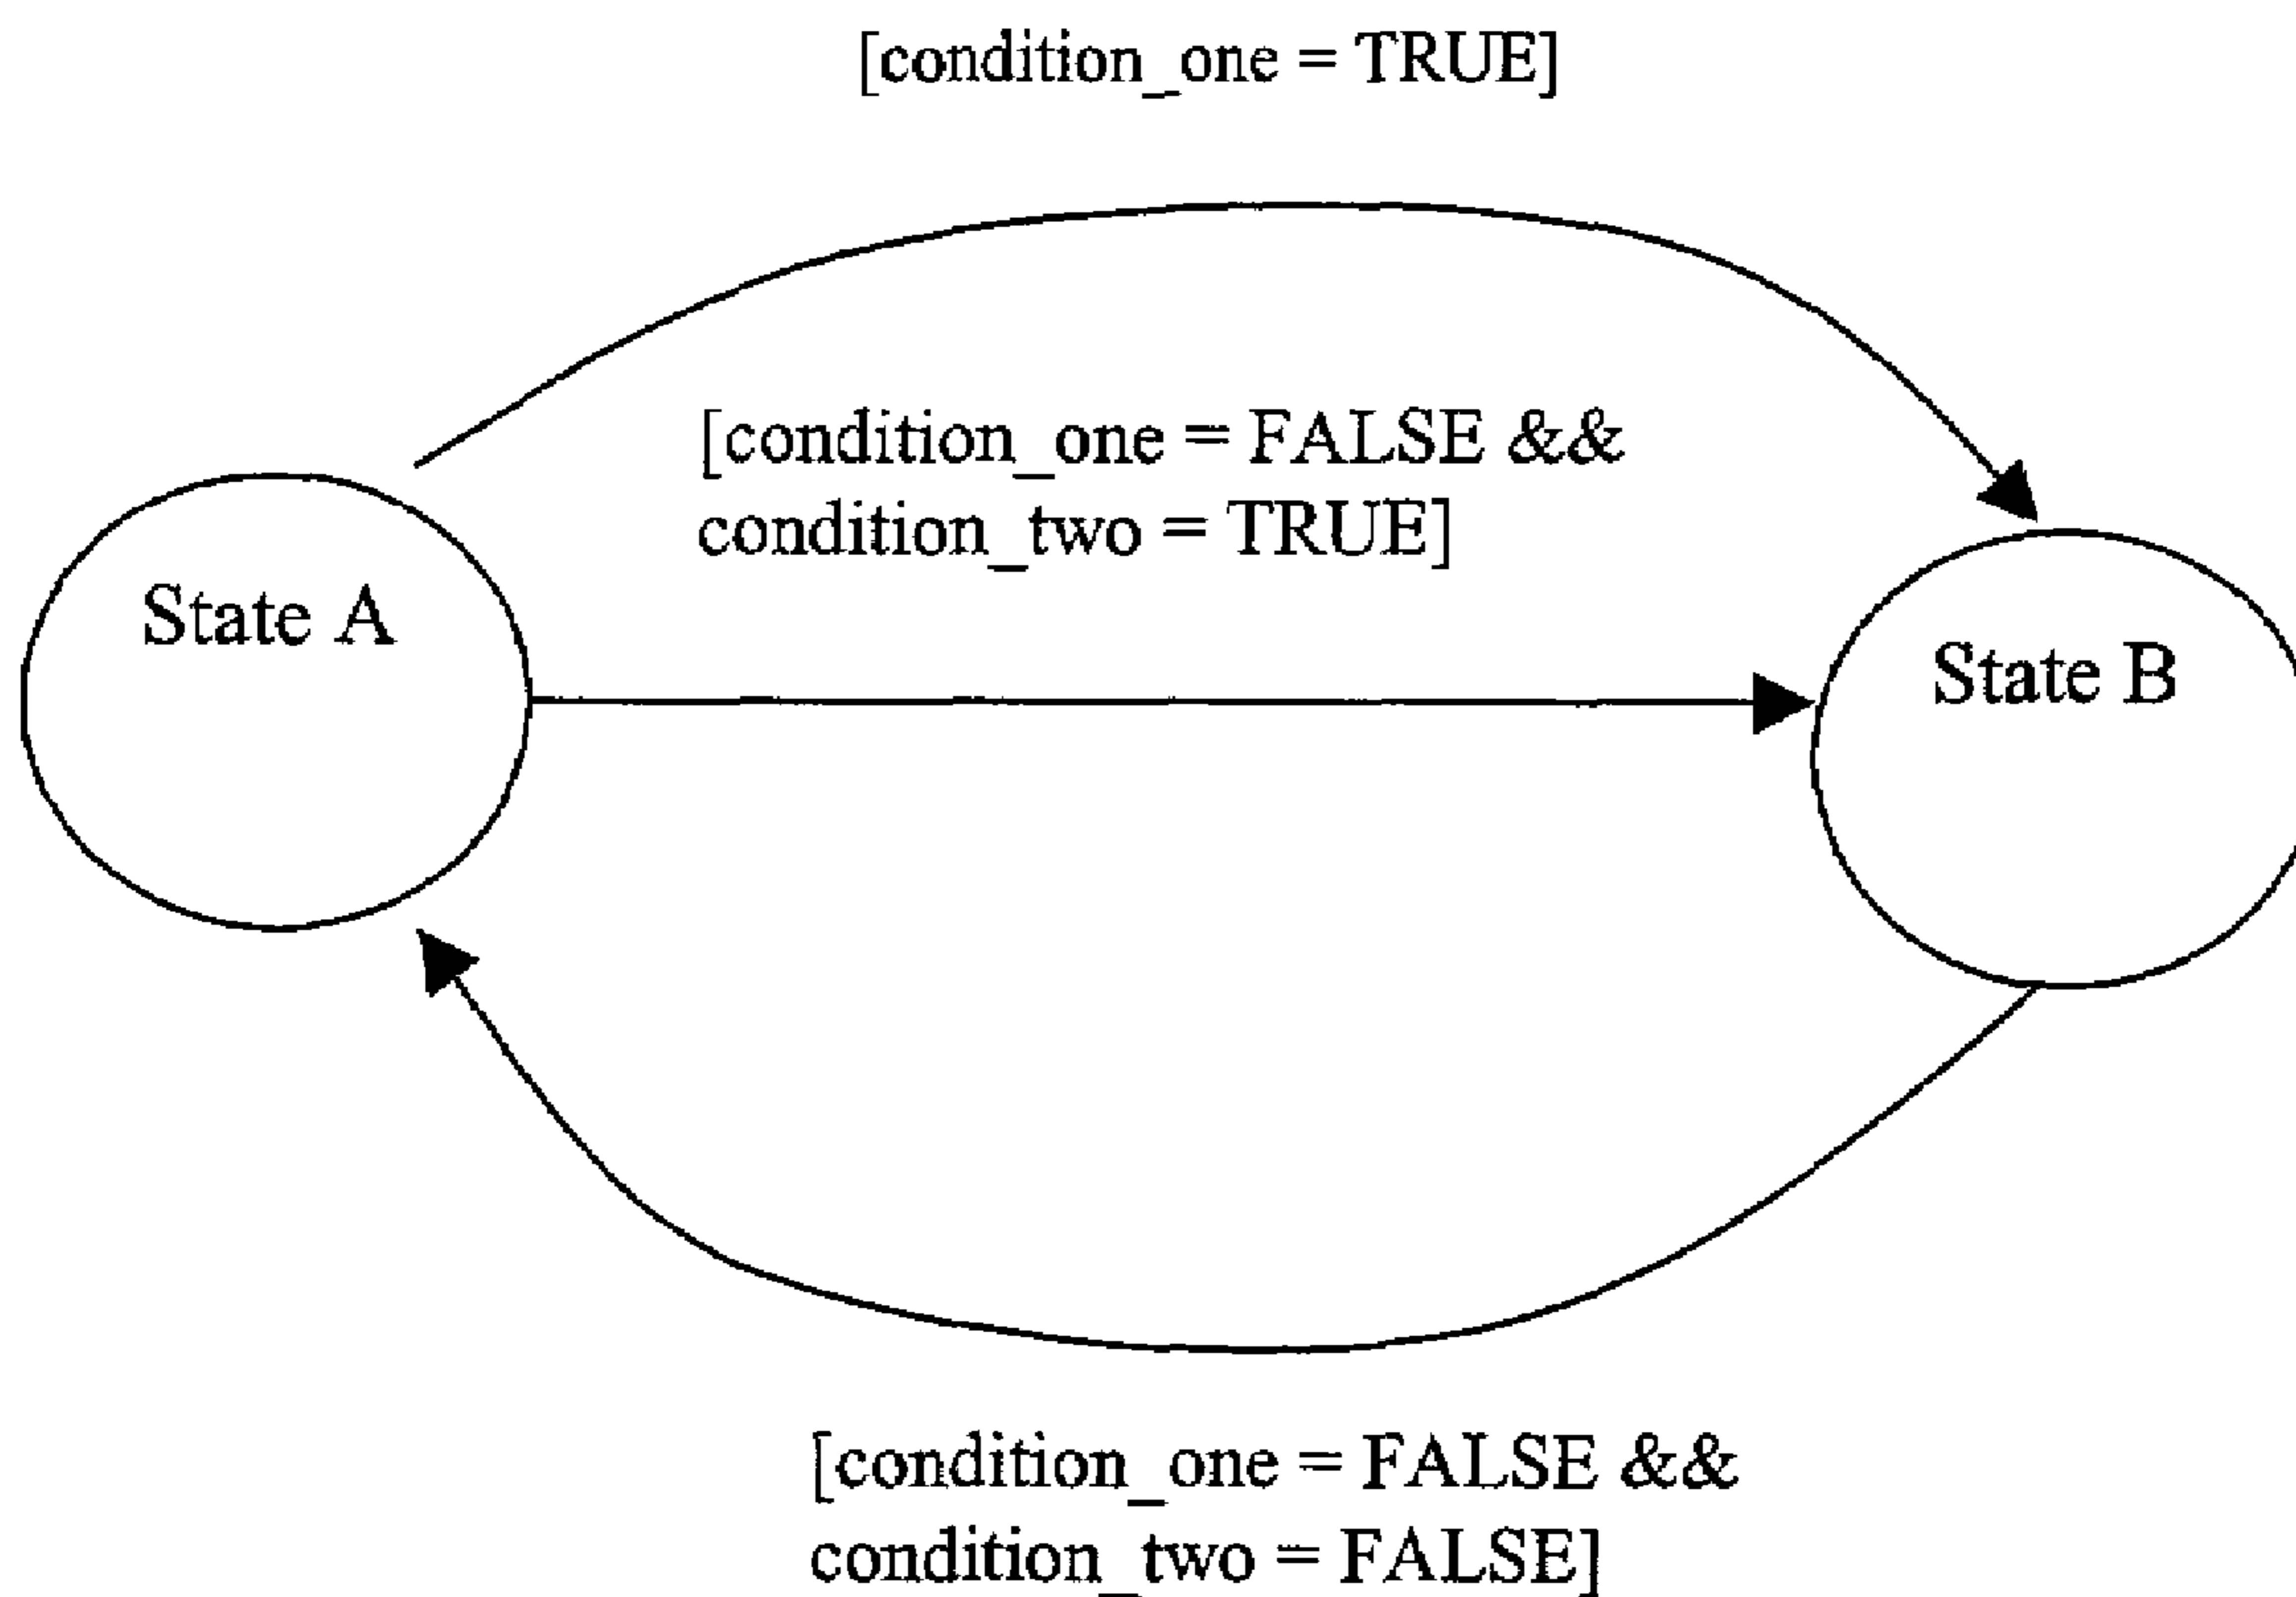 [condition_one = TRUE]
[condition_one = FALSE &&
condition_two = TRUE]
State A
State B
[condition_one = FALSE &&
condition_two = FALSE]